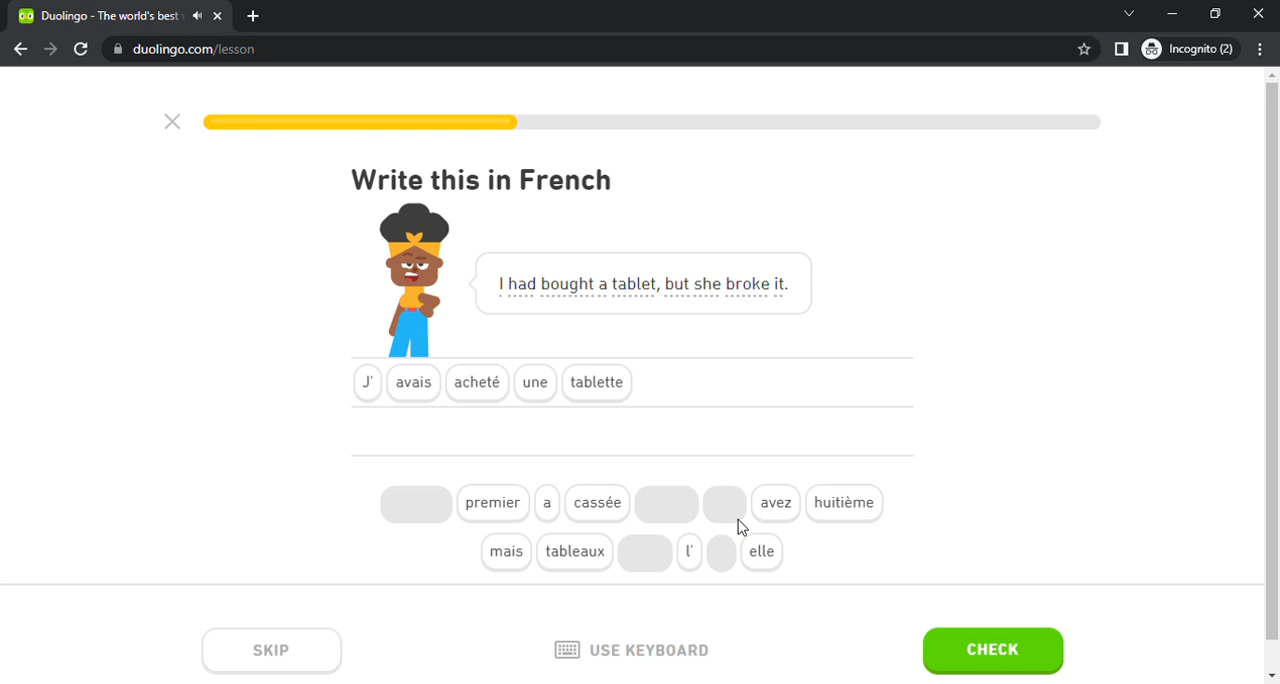 Duolingo - The world's best
duolingo.com/lesson
Incognito (2)
Write this in French
I had bought a tablet, but she broke it.
J' avais acheté une tablette
premier a cassée avez huitième
mais tableaux l' elle
SKIP USE KEYBOARD CHECK